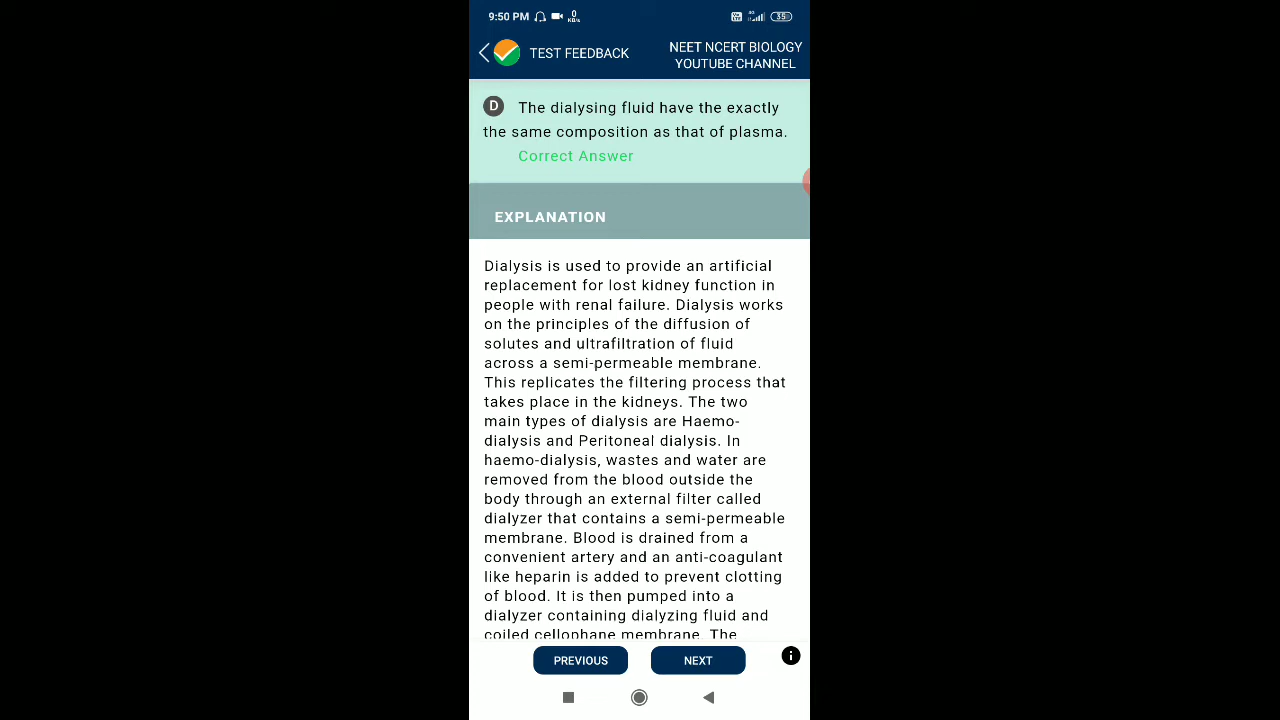 9:50 PM 0 KB/s Vo LTE 4G 35
TEST FEEDBACK
NEET NCERT BIOLOGY
YOUTUBE CHANNEL
D The dialysing fluid have the exactly
the same composition as that of plasma.
Correct Answer
EXPLANATION
Dialysis is used to provide an artificial
replacement for lost kidney function in
people with renal failure. Dialysis works
on the principles of the diffusion of
solutes and ultrafiltration of fluid
across a semi-permeable membrane.
This replicates the filtering process that
takes place in the kidneys. The two
main types of dialysis are Haemo-
dialysis and Peritoneal dialysis. In
haemo-dialysis, wastes and water are
removed from the blood outside the
body through an external filter called
dialyzer that contains a semi-permeable
membrane. Blood is drained from a
convenient artery and an anti-coagulant
like heparin is added to prevent clotting
of blood. It is then pumped into a
dialyzer containing dialyzing fluid and
coiled cellophane membrane. The
PREVIOUS NEXT